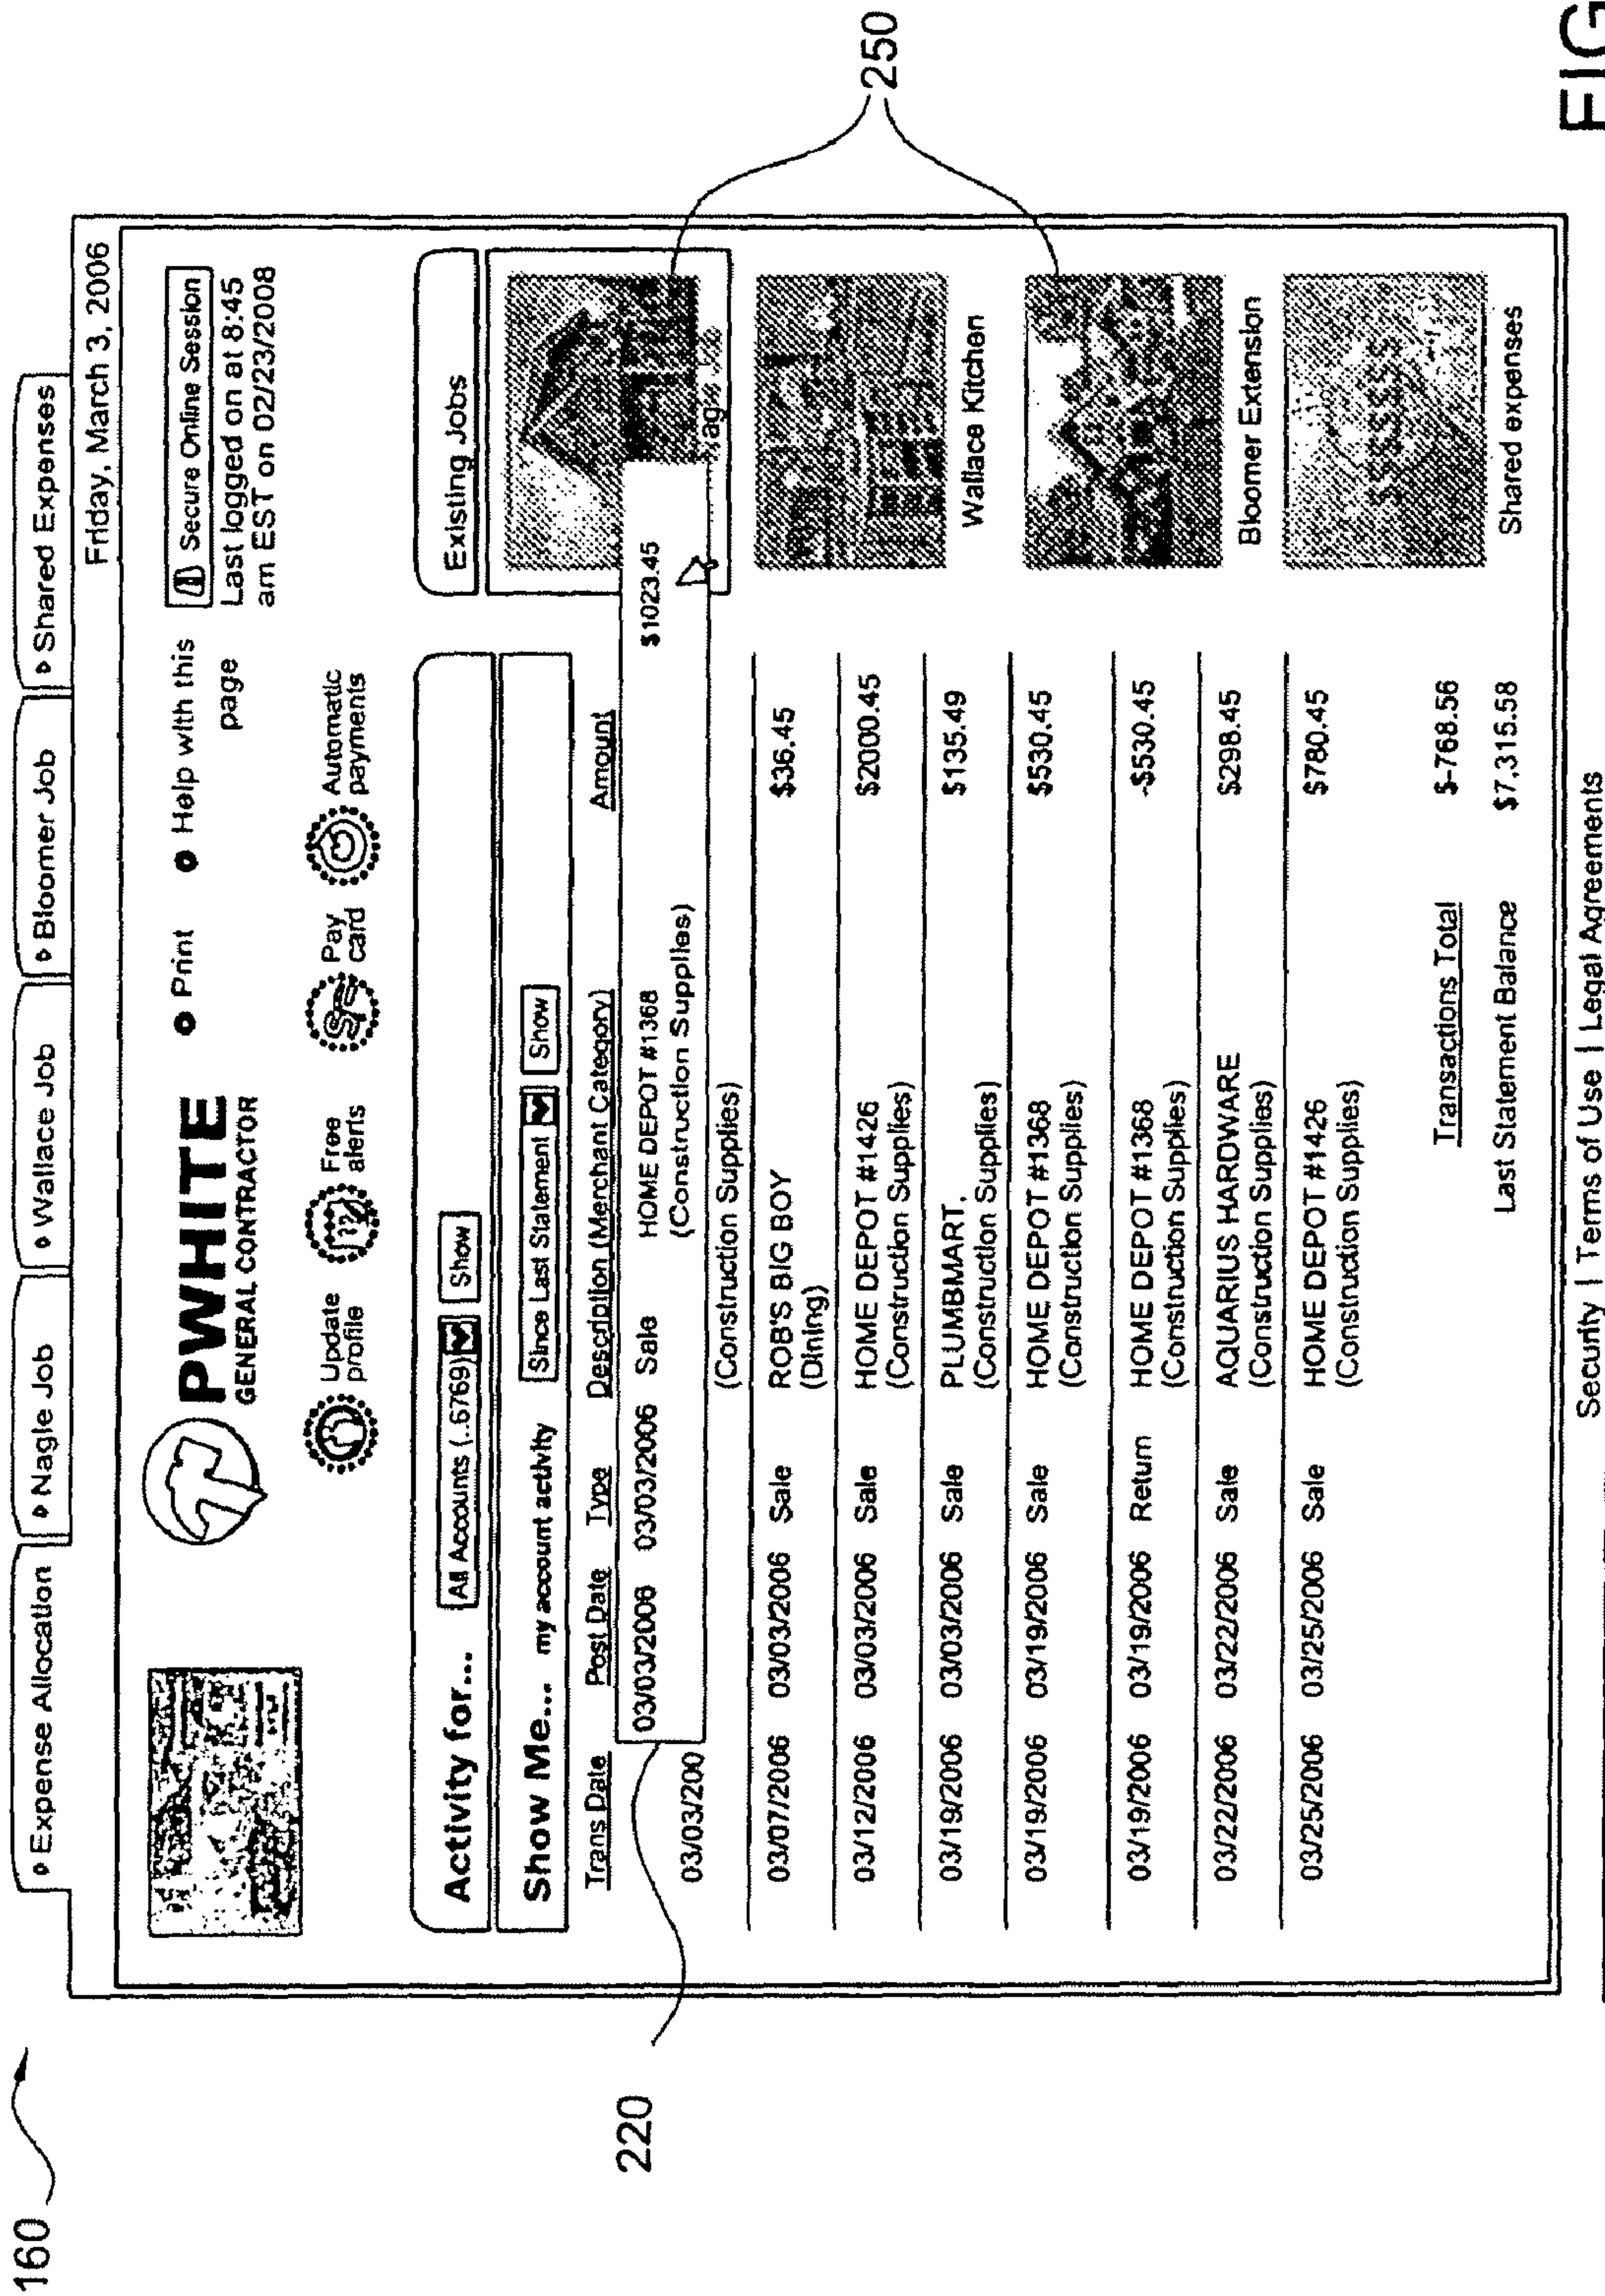 160
Expense Allocation
Nagle Job
Wallace Job
Bloomer Job
Shared Expenses
Friday, March 3, 2006
PWHITE
GENERAL CONTRACTOR
Print
Help with this
page
Secure Online Session
Last logged on at 8:45
am EST on 02/23/2008
Update
profile
Free
alerts
Pay
card
Automatic
payments
Activity for... All Accounts (..6769) Show
Show Me... my account activity Since Last Statement Show
Existing Jobs
Trans Date Post Date Type Description (Merchant Category) Amount
220
03/03/2006 03/03/2006 Sale HOME DEPOT #1368 $1023.45
(Construction Supplies)
03/03/200
(Construction Supplies)
03/07/2006 03/03/2006 Sale ROB'S BIG BOY $36.45
(Dining)
03/12/2006 03/03/2006 Sale HOME DEPOT #1426 $2000.45
(Construction Supplies)
03/19/2006 03/03/2006 Sale PLUMBMART, $135.49
(Construction Supplies)
03/19/2006 03/19/2006 Sale HOME DEPOT #1368 $530.45
(Construction Supplies)
03/19/2006 03/19/2006 Return HOME DEPOT #1368 -$530.45
(Construction Supplies)
03/22/2006 03/22/2006 Sale AQUARIUS HARDWARE $298.45
(Construction Supplies)
03/25/2006 03/25/2006 Sale HOME DEPOT #1426 $780.45
(Construction Supplies)
Transactions Total $-768.56
Last Statement Balance $7,315.58
250
Wallace Kitchen
Bloomer Extension
$$$$$
Shared expenses
Security | Terms of Use | Legal Agreements
FIG